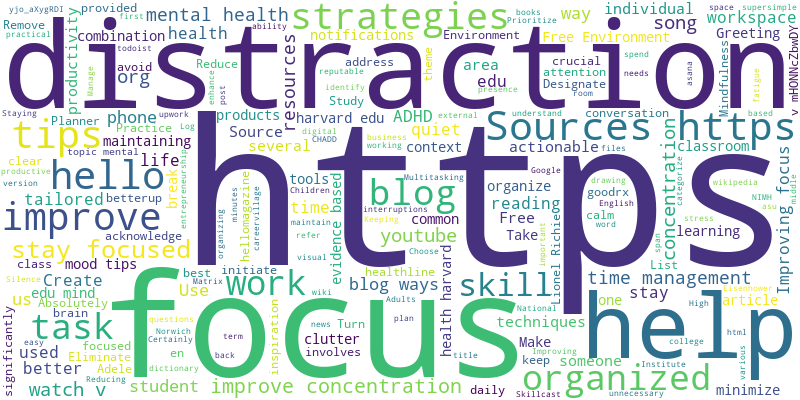 yjo_aXygRDI
provided
mental health
strategies
way
individual
song
space
supersimple
first
books
Prioritize
practical
Remove
combination
health
notifications
Free Environment
workspace
Greeting
todoist
ability
Environment
Mindfulness
v mHONNcZbwDY
productivity
distraction
avoid
org
Manage
Reduce
enhance
post
resources
address
reputable
identify
theme
area
edu
presence
crucial
attention
Designate
room
spend
needs
asana
fatigue
Study
Staying
upwork
phone
Planner
products
harvard edu
ADHD
external
understand
conversation
based
tips
Practice
Log
maintaining
Source
digital
CHADD
business
working
quiet
Sources https
actionable
files
classroom
topic mental
life
several
context
clear
productive
version
hello
break
entrepreneurship
https
tools
Children
evidence based
blog
Multitasking
organize
Google
drawing
goodrx
concentration
categorize
wikipedia
NIMH
middle
tailored
betterup
organizing
minutes
hellomagazine
careervillage
time
reading
English
calm
stress
asu
Improving focus
improve
acknowledge
interruptions
Keeping
common
Free
Take
important
Lionel Richie
word
span
learning
stay focused
maintain
refer
youtube
Choose
List
class
mood tips
Silence
best
initiate
visual
healthline
skill
time management
us
Create
edu mind
Absolutely
Use
Matrix
wiki
blog ways
work
Adults
National
one
stay
Eisenhower
article
significantly
brain
task
questions
focus
inspiration
news
Turn
plan
health harvard
techniques
High
easy
focused
Norwich
Certainly
term
clutter
Make
help
college
html
used
Eliminate
en
back
involves
keep
Improving
someone
various
better
Adele
dictionary
title
organized
Institute
watch v
Reducing
student improve concentration
daily
Skillcast
unnecessary
minimize